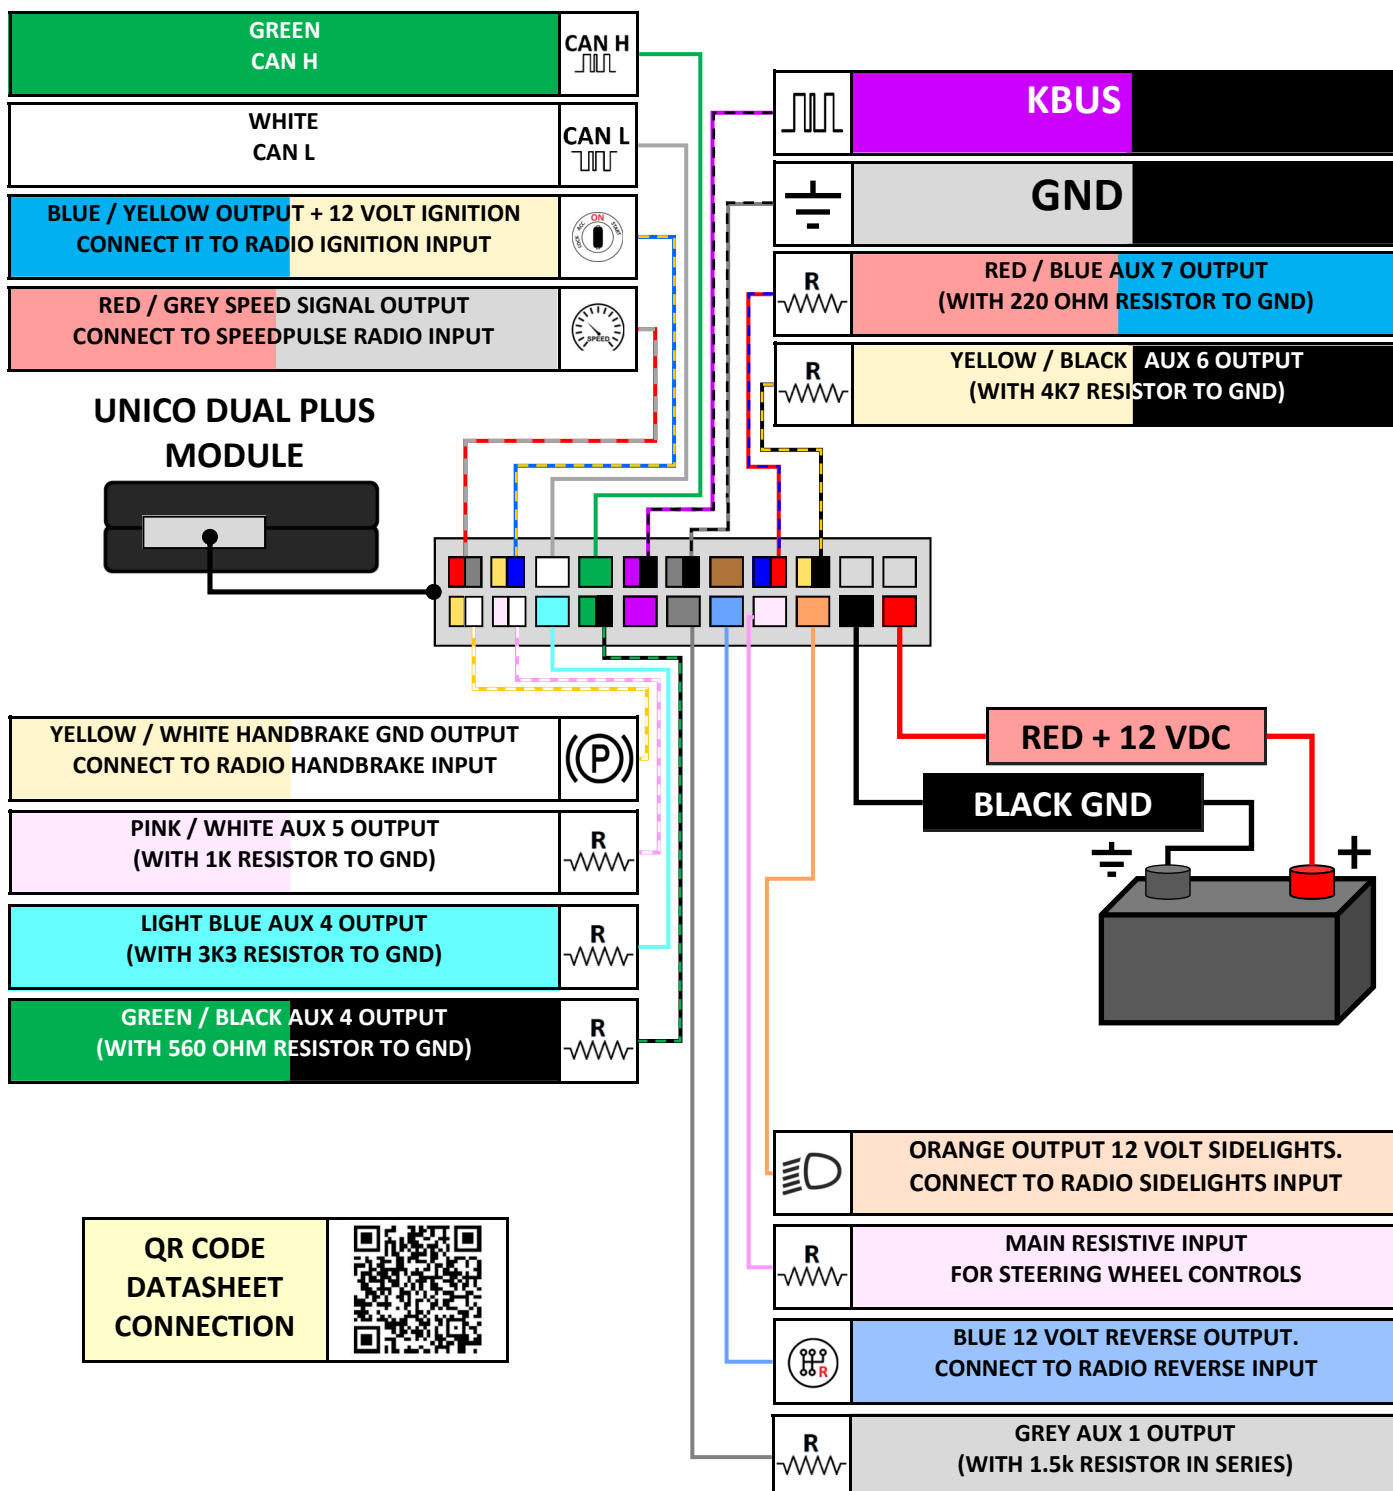 GREEN
CAN H
CAN H
WHITE
CAN L
CAN L
BLUE / YELLOW OUTPUT + 12 VOLT IGNITION
CONNECT IT TO RADIO IGNITION INPUT
LOCK ACC ON START
RED / GREY SPEED SIGNAL OUTPUT
CONNECT TO SPEEDPULSE RADIO INPUT
SPEED
KBUS
GND
R
RED / BLUE AUX 7 OUTPUT
(WITH 220 OHM RESISTOR TO GND)
R
YELLOW / BLACK AUX 6 OUTPUT
(WITH 4K7 RESISTOR TO GND)
UNICO DUAL PLUS
MODULE
YELLOW / WHITE HANDBRAKE GND OUTPUT
CONNECT TO RADIO HANDBRAKE INPUT
(P)
PINK / WHITE AUX 5 OUTPUT
(WITH 1K RESISTOR TO GND)
R
LIGHT BLUE AUX 4 OUTPUT
(WITH 3K3 RESISTOR TO GND)
R
GREEN / BLACK AUX 4 OUTPUT
(WITH 560 OHM RESISTOR TO GND)
R
RED + 12 VDC
BLACK GND
+
ORANGE OUTPUT 12 VOLT SIDELIGHTS.
CONNECT TO RADIO SIDELIGHTS INPUT
R
MAIN RESISTIVE INPUT
FOR STEERING WHEEL CONTROLS
R
BLUE 12 VOLT REVERSE OUTPUT.
CONNECT TO RADIO REVERSE INPUT
R
GREY AUX 1 OUTPUT
(WITH 1.5k RESISTOR IN SERIES)
QR CODE
DATASHEET
CONNECTION